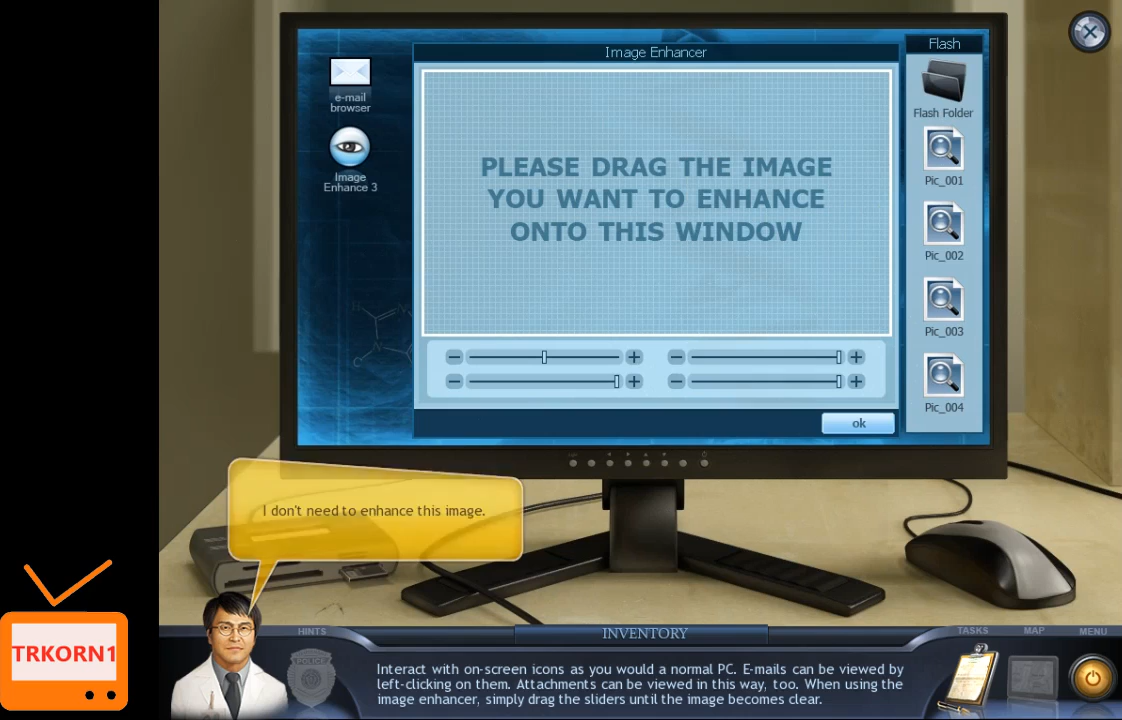 Image Enhancer
Flash
e-mail
browser
Flash Folder
PLEASE DRAG THE IMAGE
YOU WANT TO ENHANCE
ONTO THIS WINDOW
Image
Enhance 3
Pic_001
Pic_002
Pic_003
Pic_004
ok
I don't need to enhance this image.
TRKORN1
HINTS
INVENTORY
TASKS
MAP
MENU
POLICE
Interact with on-screen icons as you would a normal PC. E-mails can be viewed by
left-clicking on them. Attachments can be viewed in this way, too. When using the
image enhancer, simply drag the sliders until the image becomes clear.